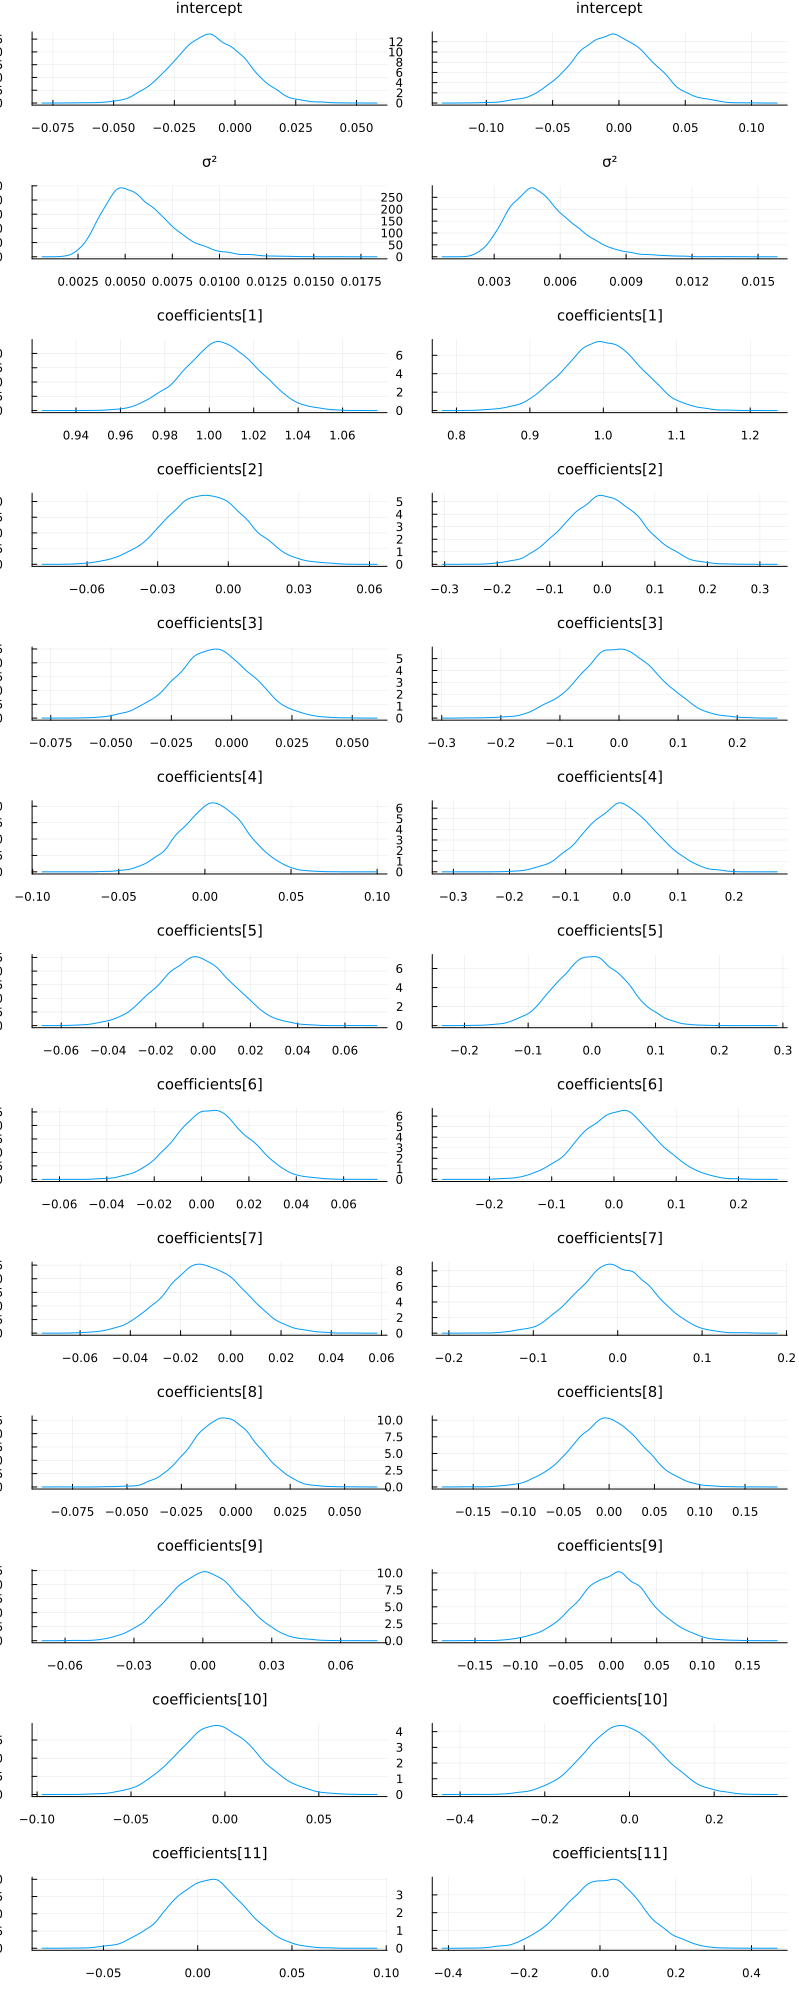 intercept
−0.075 −0.050 −0.025 0.000 0.025 0.050
intercept
12
10
8
6
4
2
0
−0.10 −0.05 0.00 0.05 0.10
σ²
0.0025 0.0050 0.0075 0.0100 0.0125 0.0150 0.0175
σ²
250
200
150
100
50
0
0.003 0.006 0.009 0.012 0.015
coefficients[1]
0.94 0.96 0.98 1.00 1.02 1.04 1.06
coefficients[1]
6
4
2
0
0.8 0.9 1.0 1.1 1.2
coefficients[2]
−0.06 −0.03 0.00 0.03 0.06
coefficients[2]
5
4
3
2
1
0
−0.3 −0.2 −0.1 0.0 0.1 0.2 0.3
coefficients[3]
−0.075 −0.050 −0.025 0.000 0.025 0.050
coefficients[3]
5
4
3
2
1
0
−0.3 −0.2 −0.1 0.0 0.1 0.2
coefficients[4]
−0.10 −0.05 0.00 0.05 0.10
coefficients[4]
6
5
4
3
2
1
0
−0.3 −0.2 −0.1 0.0 0.1 0.2
coefficients[5]
−0.06 −0.04 −0.02 0.00 0.02 0.04 0.06
coefficients[5]
6
4
2
0
−0.2 −0.1 0.0 0.1 0.2 0.3
coefficients[6]
−0.06 −0.04 −0.02 0.00 0.02 0.04 0.06
coefficients[6]
6
5
4
3
2
1
0
−0.2 −0.1 0.0 0.1 0.2
coefficients[7]
−0.06 −0.04 −0.02 0.00 0.02 0.04 0.06
coefficients[7]
8
6
4
2
0
−0.2 −0.1 0.0 0.1 0.2
coefficients[8]
−0.075 −0.050 −0.025 0.000 0.025 0.050
coefficients[8]
10.0
7.5
5.0
2.5
0.0
−0.15 −0.10 −0.05 0.00 0.05 0.10 0.15
coefficients[9]
−0.06 −0.03 0.00 0.03 0.06
coefficients[9]
10.0
7.5
5.0
2.5
0.0
−0.15 −0.10 −0.05 0.00 0.05 0.10 0.15
coefficients[10]
−0.10 −0.05 0.00 0.05
coefficients[10]
4
3
2
1
0
−0.4 −0.2 0.0 0.2
coefficients[11]
−0.05 0.00 0.05 0.10
coefficients[11]
3
2
1
0
−0.4 −0.2 0.0 0.2 0.4